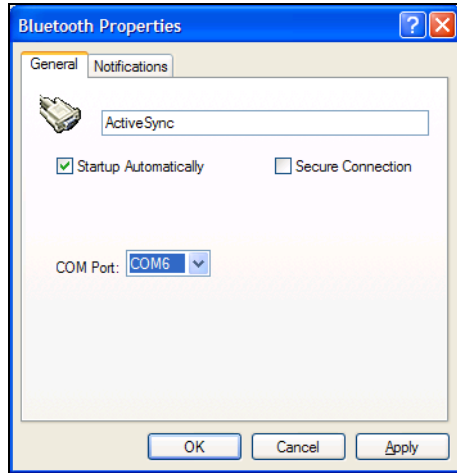 Bluetooth Properties
General Notifications
ActiveSync
Startup Automatically Secure Connection
COM Port: COM6
OK Cancel Apply